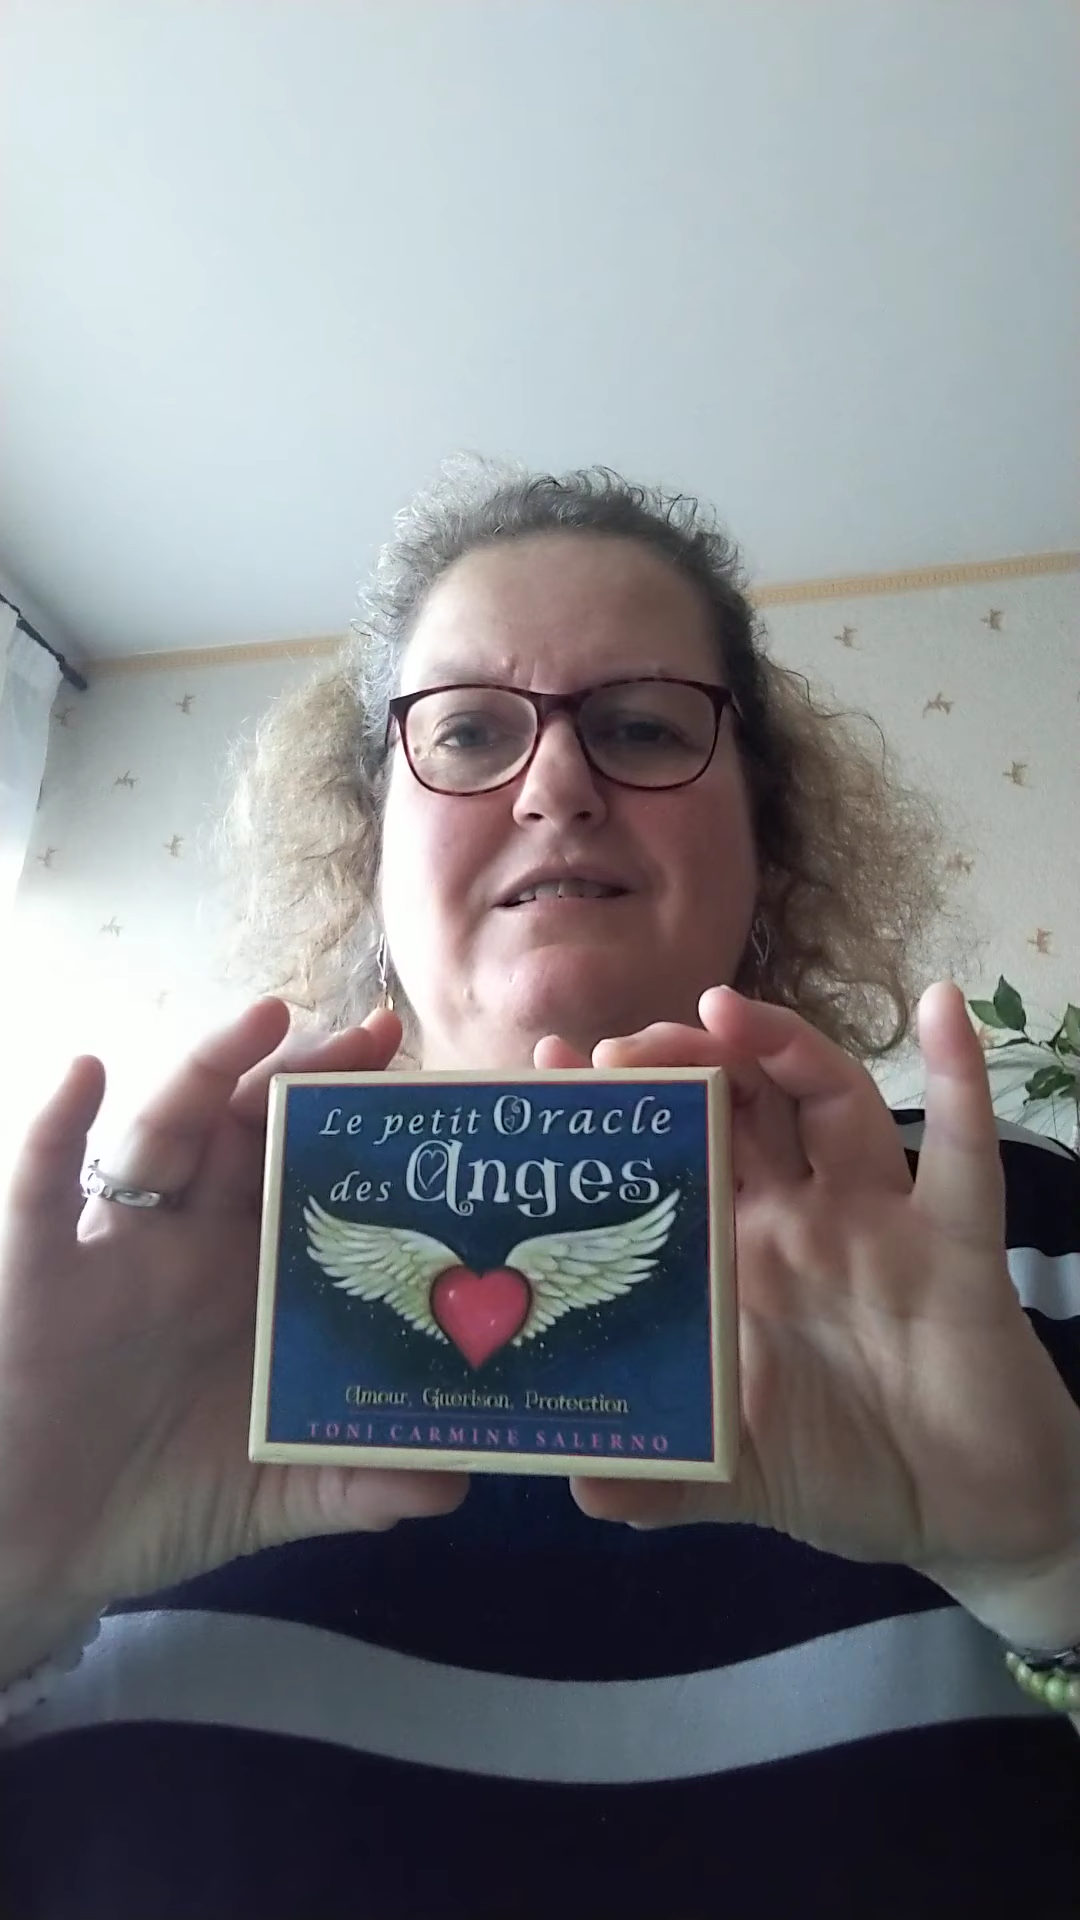 Le petit Oracle
des Anges
Amour, Guérison, Protection
TONI CARMINE SALERNO